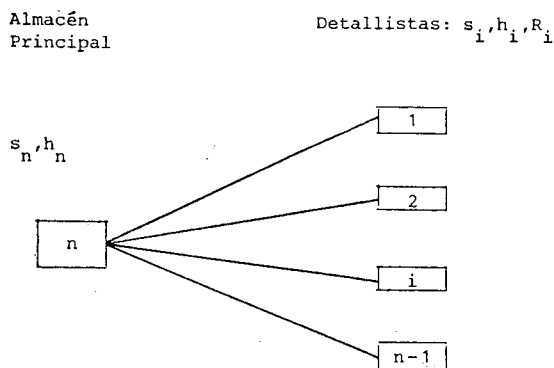 Almacén
Principal
Detallistas: s_i,h_i,R_i
s_n,h_n
n
1
2
i
n-1